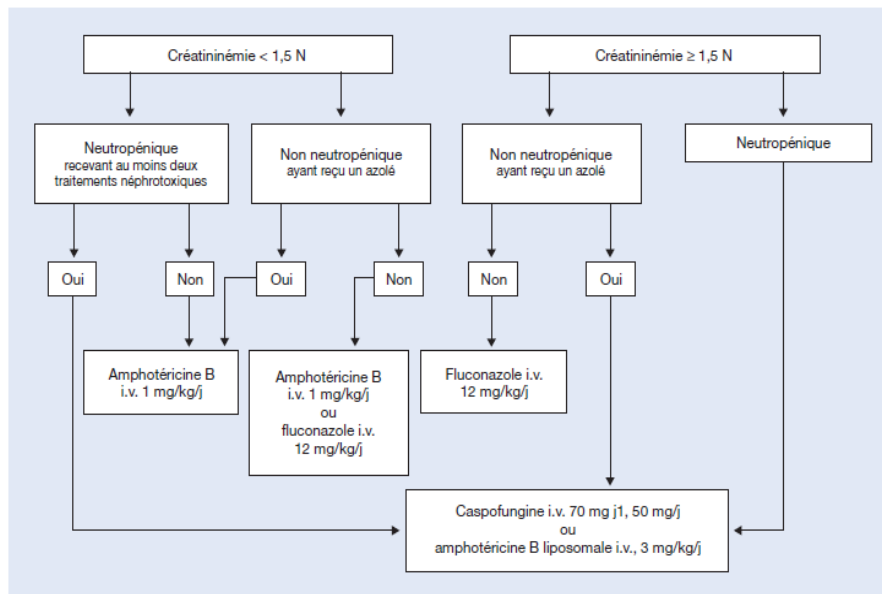 Créatininémie < 1,5 N
Créatininémie ≥ 1,5 N
Neutropénique
recevant au moins deux
traitements néphrotoxiques
Non neutropénique
ayant reçu un azolé
Non neutropénique
ayant reçu un azolé
Neutropénique
Oui
Non
Oui
Non
Non
Oui
Amphotéricine B
i.v. 1 mg/kg/j
Amphotéricine B
i.v. 1 mg/kg/j
ou
fluconazole i.v.
12 mg/kg/j
Fluconazole i.v.
12 mg/kg/j
Caspofungine i.v. 70 mg j1, 50 mg/j
ou
amphotéricine B liposomale i.v., 3 mg/kg/j